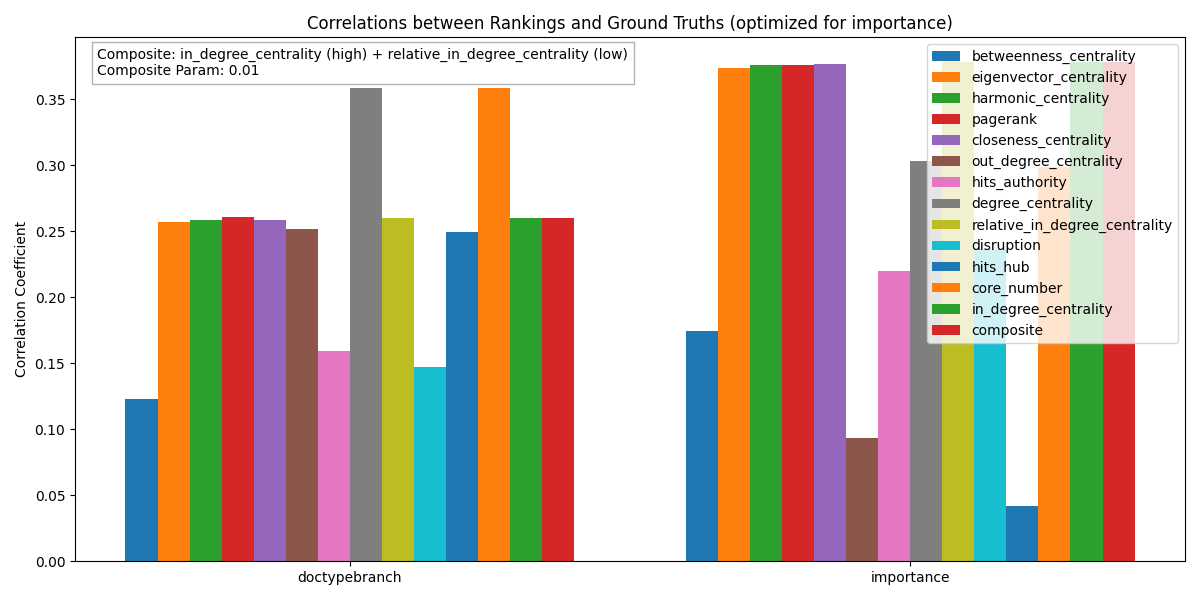 Correlations between Rankings and Ground Truths (optimized for importance)
Composite: in_degree_centrality (high) + relative_in_degree_centrality (low)
Composite Param: 0.01
betweenness_centrality
eigenvector_centrality
harmonic_centrality
pagerank
closeness_centrality
out_degree_centrality
hits_authority
degree_centrality
relative_in_degree_centrality
disruption
hits_hub
core_number
in_degree_centrality
composite
Correlation Coefficient
0.35
0.30
0.25
0.20
0.15
0.10
0.05
0.00
doctypebranch
importance